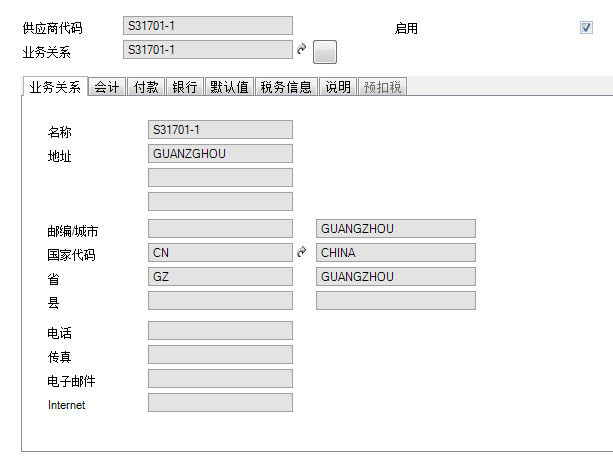 供应商代码 S31701-1 启用
业务关系 S31701-1
业务关系 会计 付款 银行 默认值 税务信息 说明 预扣税
名称 S31701-1
地址 GUANZGHOU
邮编/城市 GUANGZHOU
国家代码 CN CHINA
省 GZ GUANGZHOU
县
电话
传真
电子邮件
Internet